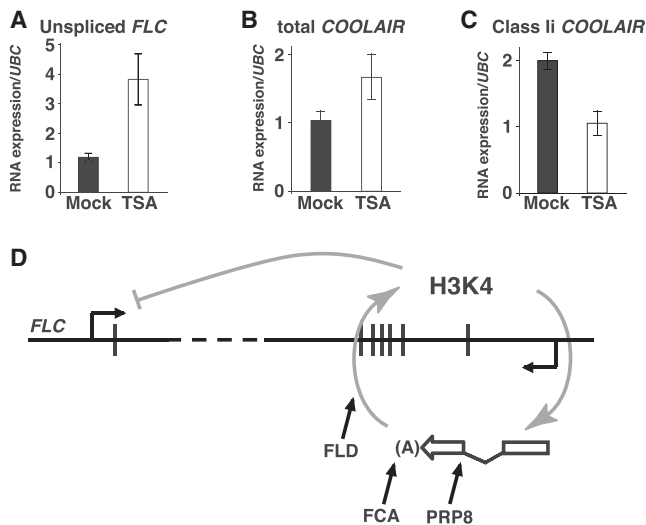 A Unspliced FLC
RNA expression/UBC
5
4
3
2
1
0
Mock TSA
B total COOLAIR
RNA expression/UBC
2
1
0
Mock TSA
C Class Ii COOLAIR
RNA expression/UBC
2
1
0
Mock TSA
D
H3K4
FLC
(A)
FLD
FCA PRP8